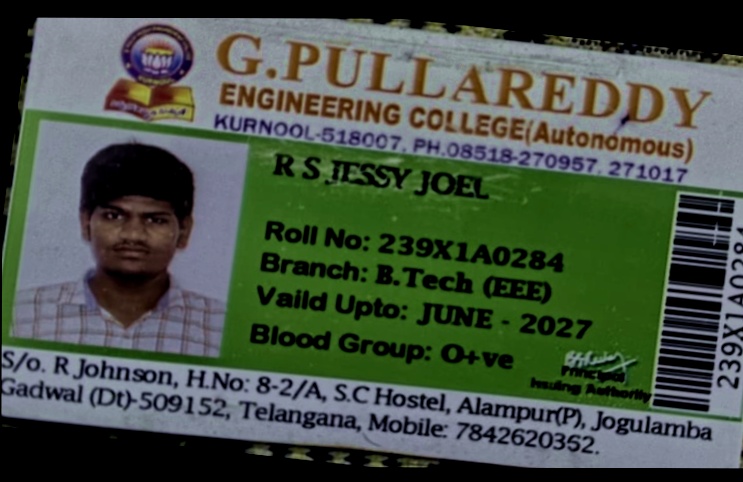 G.PULLAREDDY
ENGINEERING COLLEGE(Autonomous)
KURNOOL-518007. PH.08518-270957, 271017
R S JESSY JOEL
Roll No: 239X1A0284
Branch: B.Tech (EEE)
Vaild Upto: JUNE - 2027
Blood Group: O+ve
Principal
Issuing Authority
239X1A0284
S/o. R Johnson, H.No: 8-2/A, S.C Hostel, Alampur(P), Jogulamba
Gadwal (Dt)-509152, Telangana, Mobile: 7842620352.